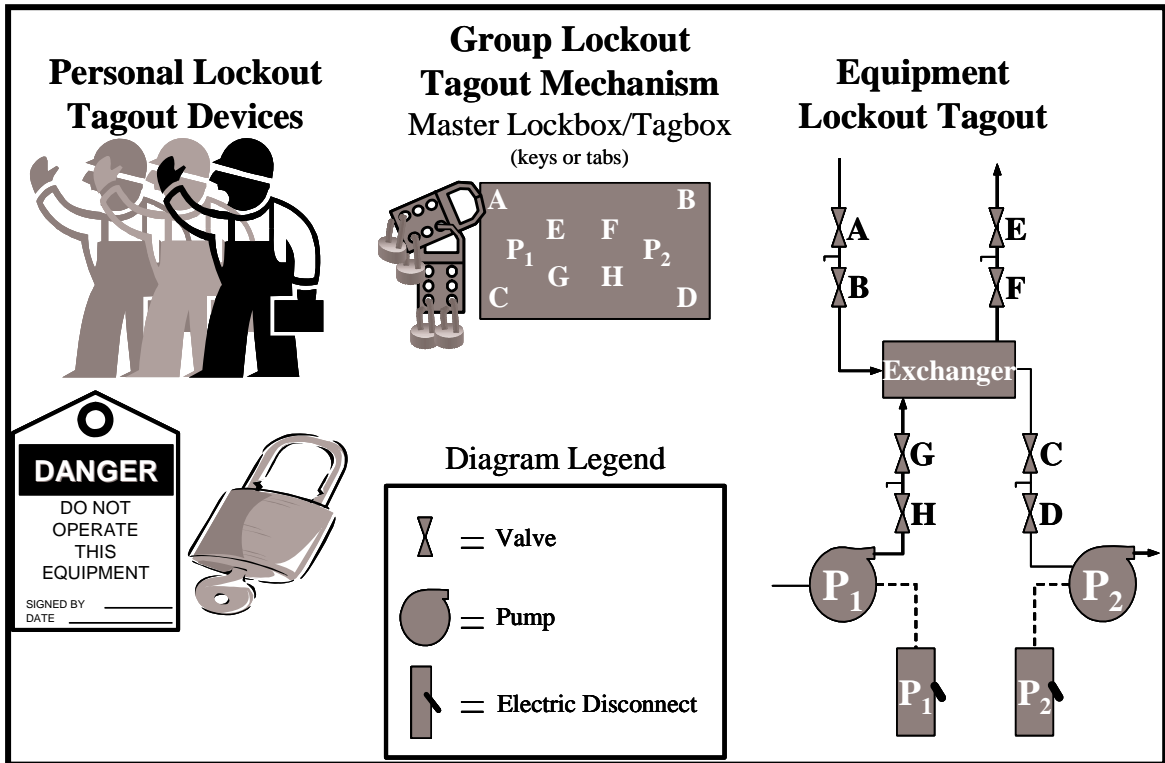 Personal Lockout
Tagout Devices
Group Lockout
Tagout Mechanism
Master Lockbox/Tagbox
(keys or tabs)
A
B
E
F
P1
P2
G
H
C
D
Equipment
Lockout Tagout
A
E
B
F
Exchanger
G
C
H
D
P1
P2
P1
P2
DANGER
DO NOT
OPERATE
THIS
EQUIPMENT
SIGNED BY
DATE
Diagram Legend
= Valve
= Pump
= Electric Disconnect